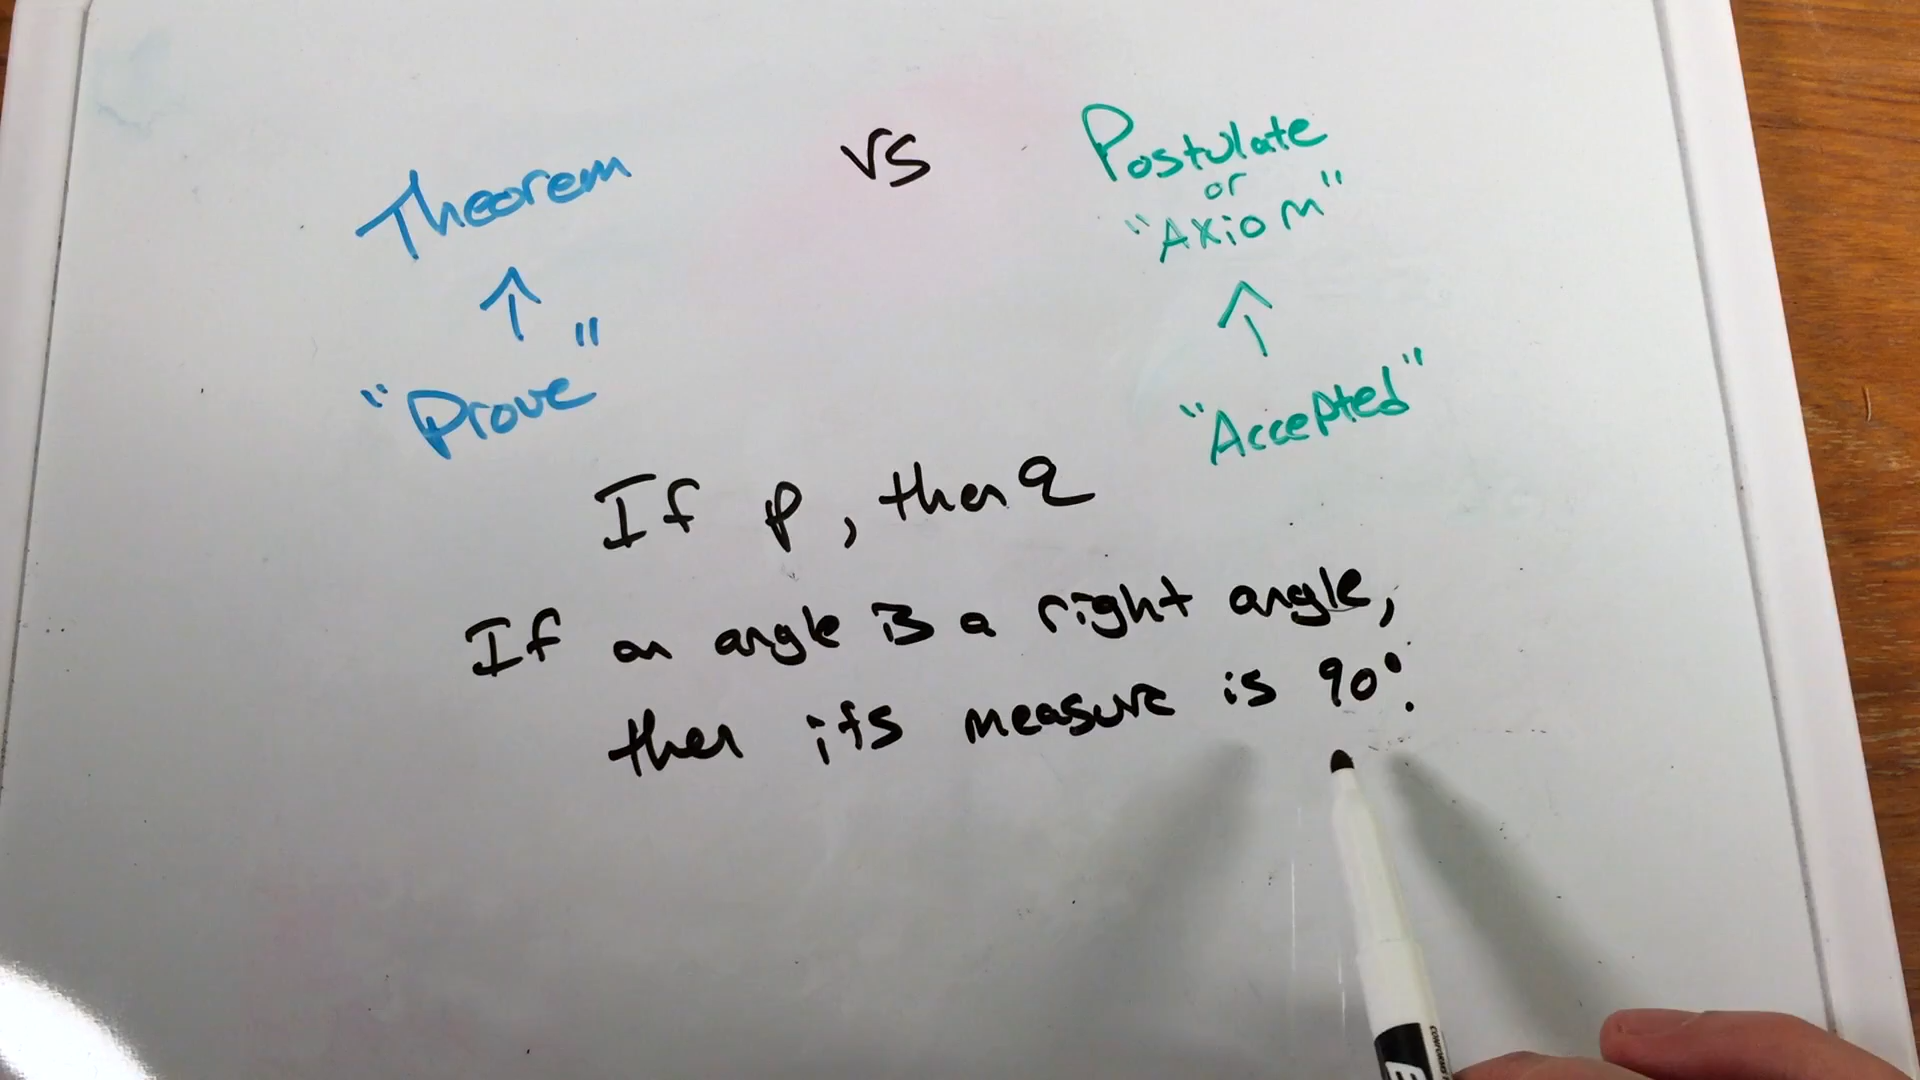 Theorem
vs
Postulate
or
"Axiom"
"Prove"
"Accepted"
If p, then q
If an angle is a right angle,
then its measure is 90°.